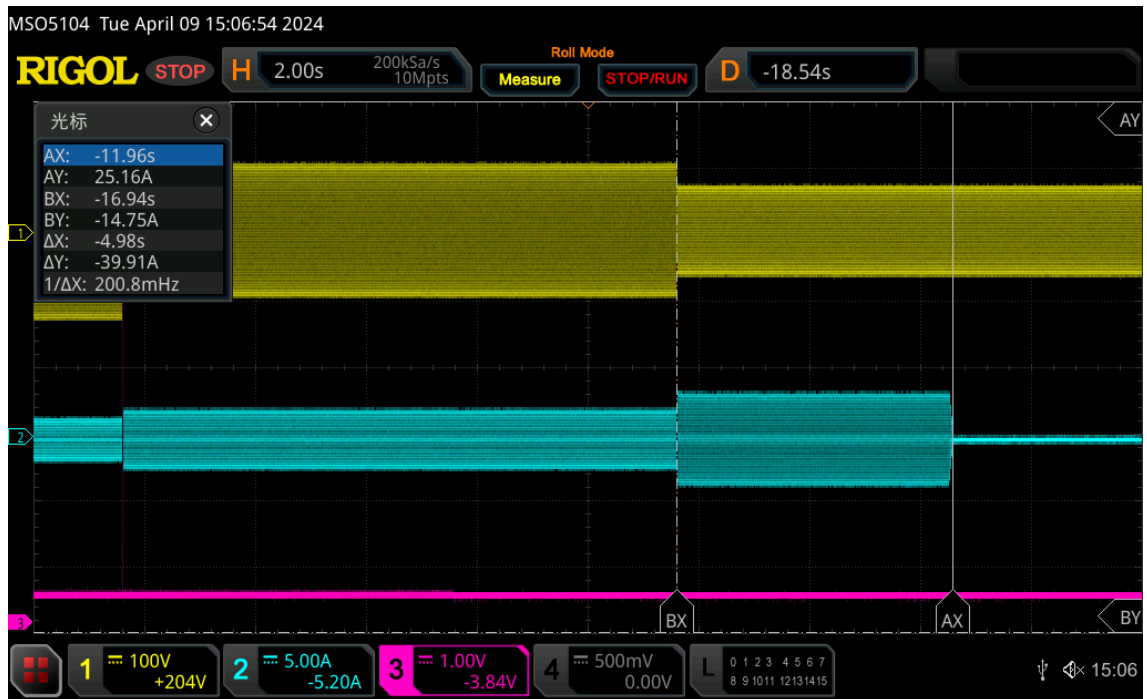 MSO5104 Tue April 09 15:06:54 2024
RIGOL STOP H 2.00s 200kSa/s 10Mpts Roll Mode Measure STOP/RUN D -18.54s
光标
AX: -11.96s
AY: 25.16A
BX: -16.94s
BY: -14.75A
ΔX: -4.98s
ΔY: -39.91A
1/ΔX: 200.8mHz
AY
1
2
3
BX
AX
BY
1 100V +204V
2 5.00A -5.20A
3 1.00V -3.84V
4 500mV 0.00V
L 0 1 2 3 4 5 6 7
8 9 10 11 12 13 14 15
15:06